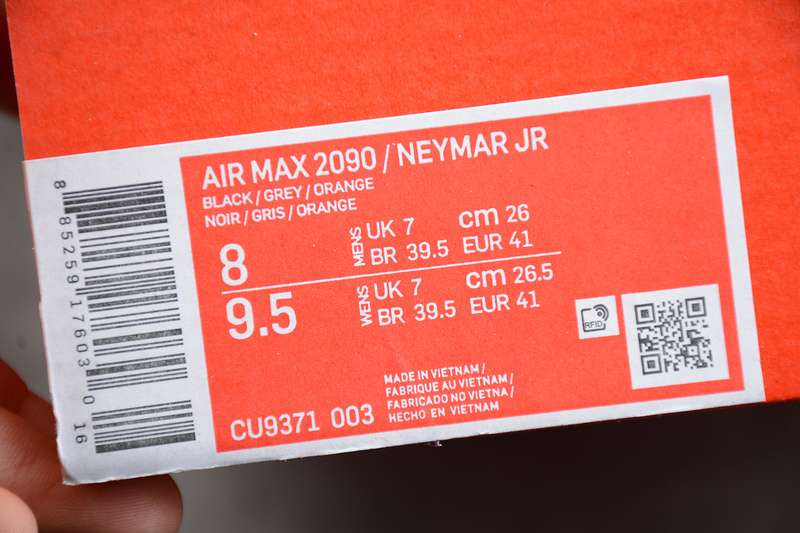 AIR MAX 2090 / NEYMAR JR
BLACK / GREY / ORANGE
NOIR / GRIS / ORANGE
8
MENS
UK 7 cm 26
BR 39.5 EUR 41
9.5
WENS
UK 7 cm 26.5
BR 39.5 EUR 41
RFID
MADE IN VIETNAM /
FABRIQUE AU VIETNAM /
FABRICADO NO VIETNA /
HECHO EN VIETNAM
CU9371 003
8 85259 17603 0 16